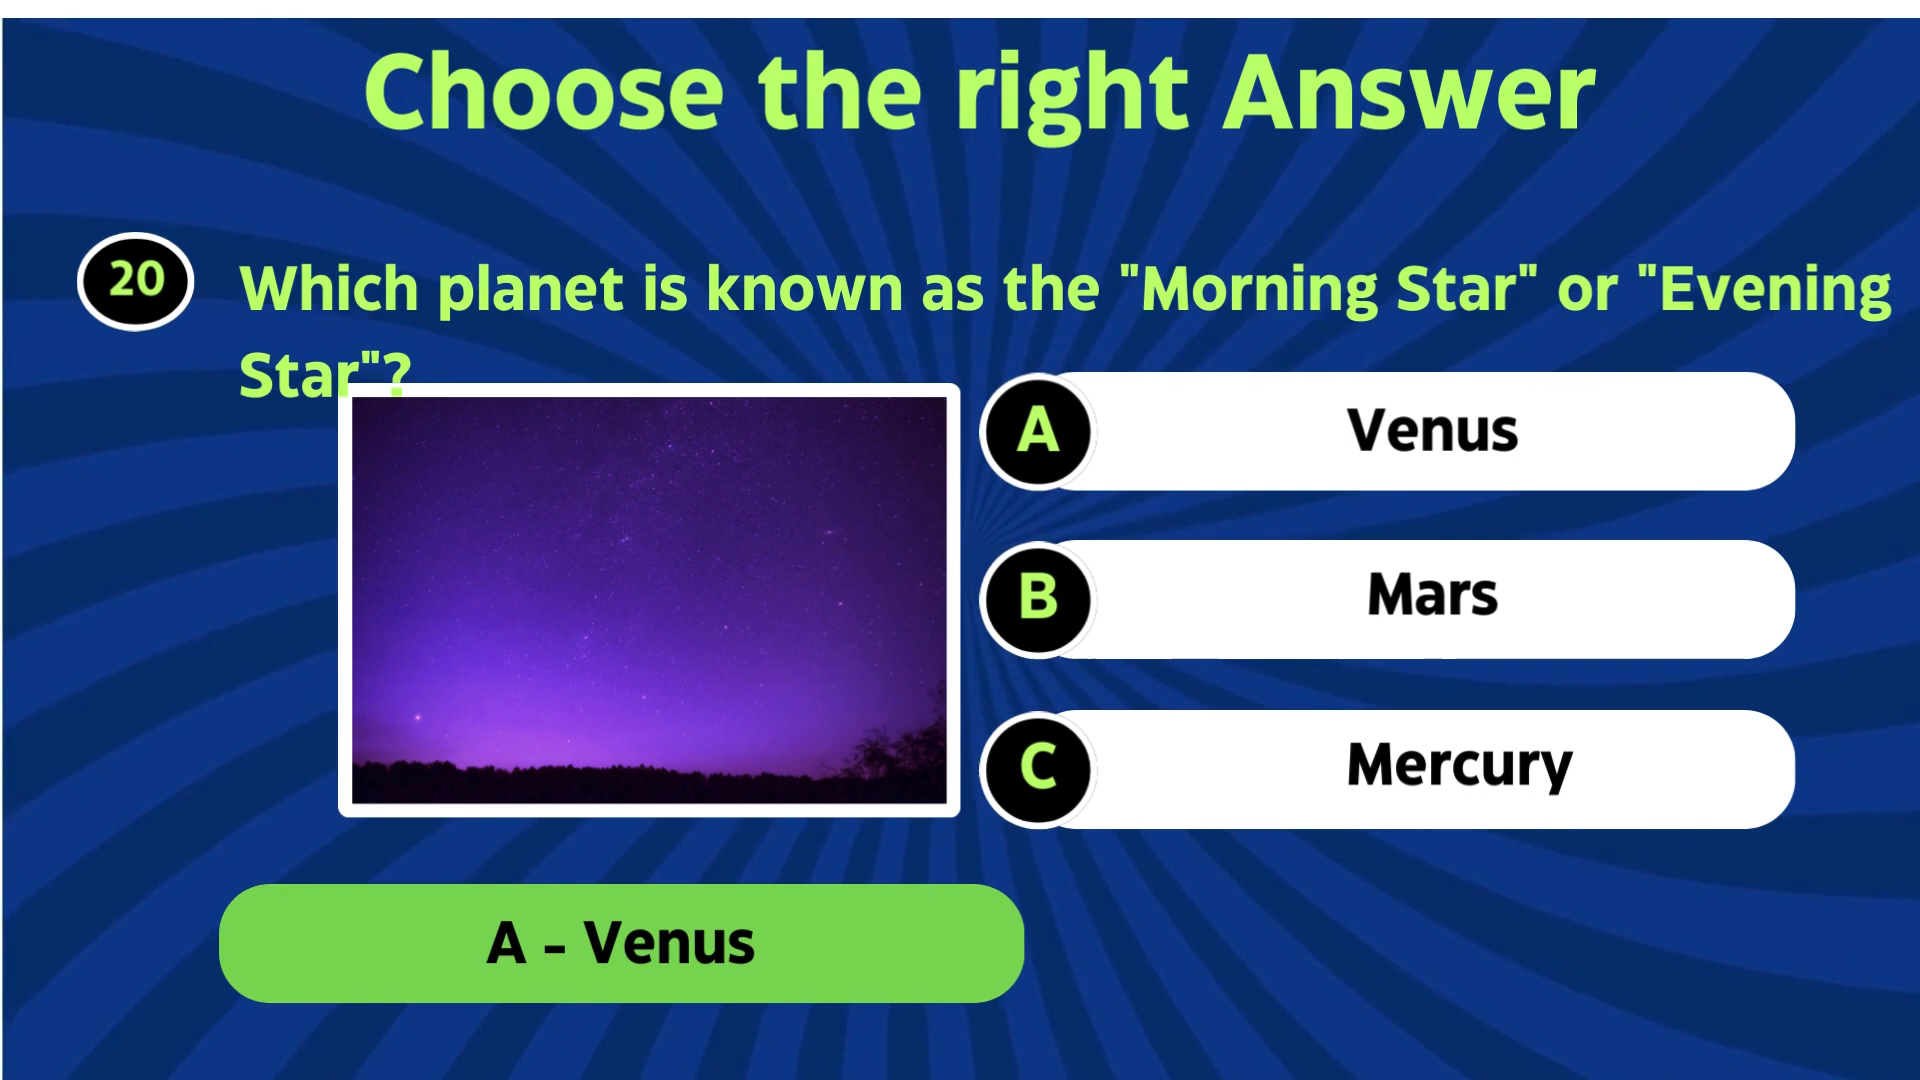 Choose the right Answer
20
Which planet is known as the "Morning Star" or "Evening
Star"?
A
Venus
B
Mars
C
Mercury
A - Venus